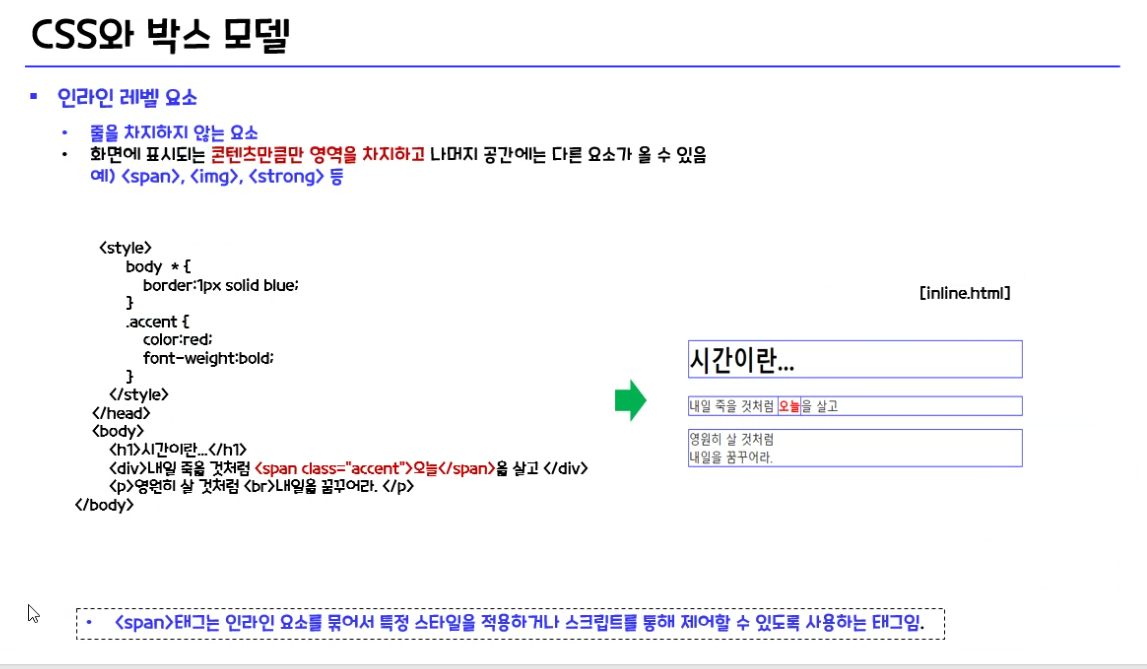 CSS와 박스 모델
▪ 인라인 레벨 요소
• 줄을 차지하지 않는 요소
• 화면에 표시되는 콘텐츠만큼만 영역을 차지하고 나머지 공간에는 다른 요소가 올 수 있음
예) <span>, <img>, <strong> 등
<style>
body * {
border:1px solid blue;
}
.accent {
color:red;
font-weight:bold;
}
</style>
</head>
<body>
<h1>시간이란...</h1>
<div>내일 죽을 것처럼 <span class="accent">오늘</span>을 살고 </div>
<p>영원히 살 것처럼 <br>내일을 꿈꾸어라. </p>
</body>
[inline.html]
시간이란...
내일 죽을 것처럼 오늘을 살고
영원히 살 것처럼
내일을 꿈꾸어라.
• <span>태그는 인라인 요소를 묶어서 특정 스타일을 적용하거나 스크립트를 통해 제어할 수 있도록 사용하는 태그임.